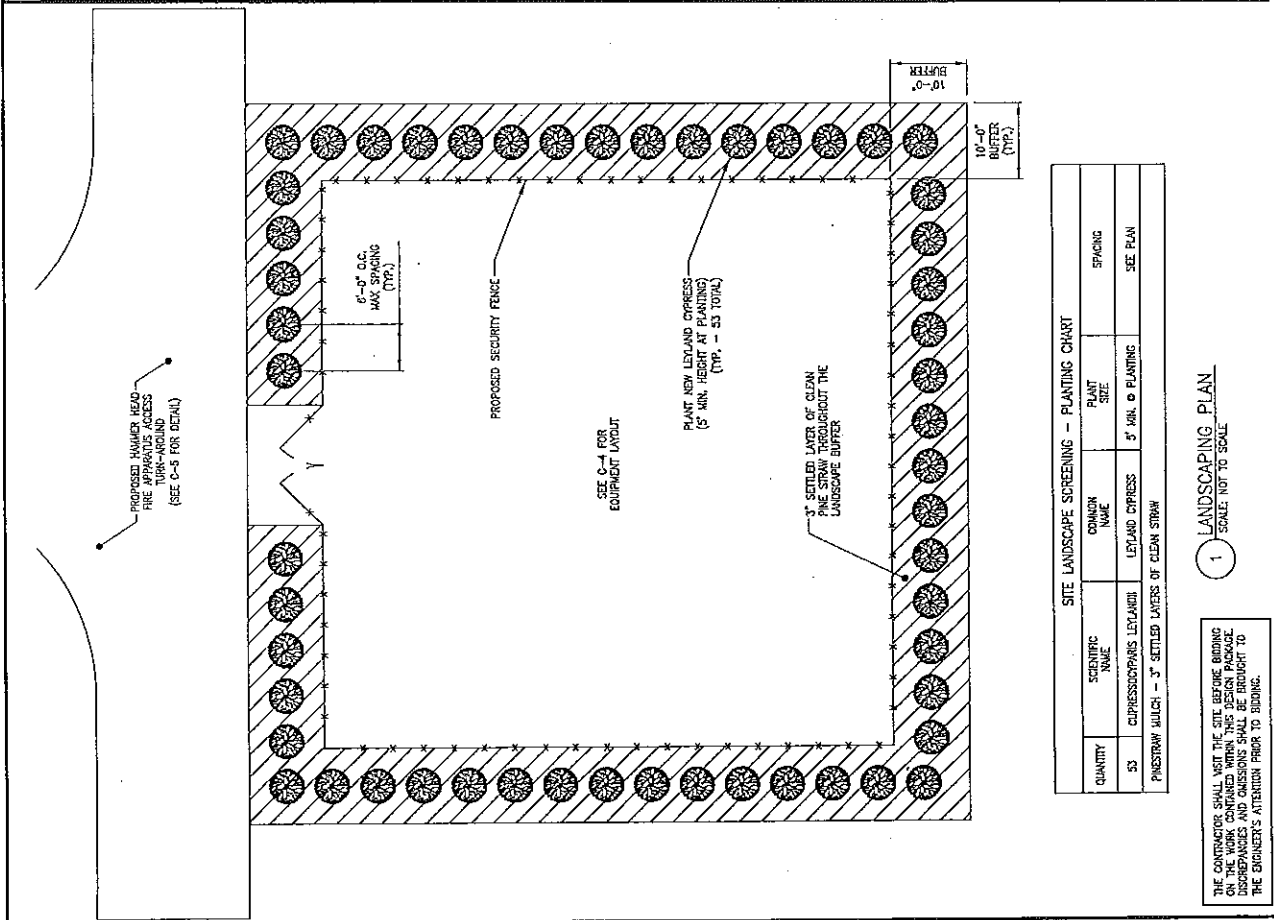 PROPOSED HAMMER HEAD
FIRE APPARATUS ACCESS
TURN-AROUND
(SEE C-5 FOR DETAIL)
6'-0" O.C.
MAX SPACING
(TYP.)
PROPOSED SECURITY FENCE
PLANT NEW LEYLAND CYPRESS
(5' MIN. HEIGHT AT PLANTING)
(TYP. - 53 TOTAL)
SEE C-4 FOR
EQUIPMENT LAYOUT
3" SETTLED LAYER OF CLEAN
PINE STRAW THROUGHOUT THE
LANDSCAPE BUFFER
10'-0"
BUFFER
10'-0"
BUFFER
(TYP.)
SITE LANDSCAPE SCREENING - PLANTING CHART
QUANTITY SCIENTIFIC NAME COMMON NAME PLANT SIZE SPACING
53 CUPRESSOCYPARIS LEYLANDII LEYLAND CYPRESS 5' MIN. @ PLANTING SEE PLAN
PINESTRAW MULCH - 3" SETTLED LAYERS OF CLEAN STRAW
1 LANDSCAPING PLAN
SCALE: NOT TO SCALE
THE CONTRACTOR SHALL VISIT THE SITE BEFORE BIDDING
ON THE WORK CONTAINED WITHIN THIS DESIGN PACKAGE.
DISCREPANCIES AND OMISSIONS SHALL BE BROUGHT TO
THE ENGINEER'S ATTENTION PRIOR TO BIDDING.